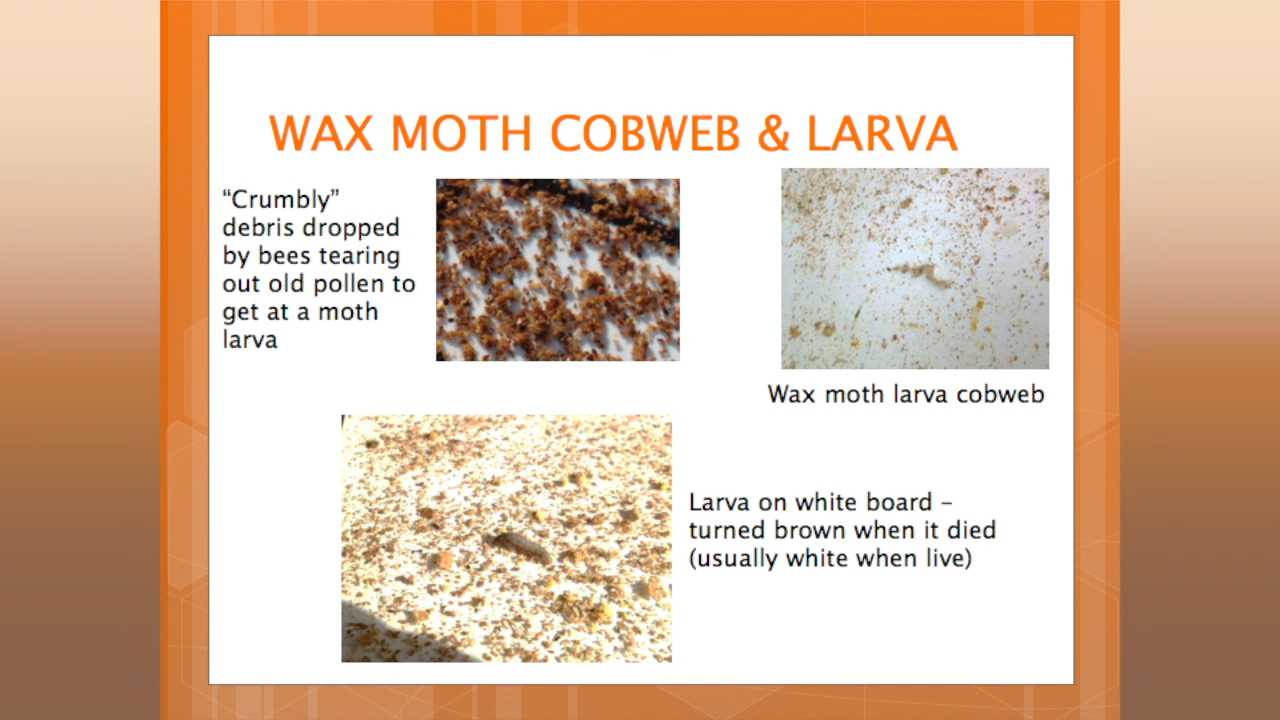 WAX MOTH COBWEB & LARVA
“Crumbly”
debris dropped
by bees tearing
out old pollen to
get at a moth
larva
Wax moth larva cobweb
Larva on white board –
turned brown when it died
(usually white when live)